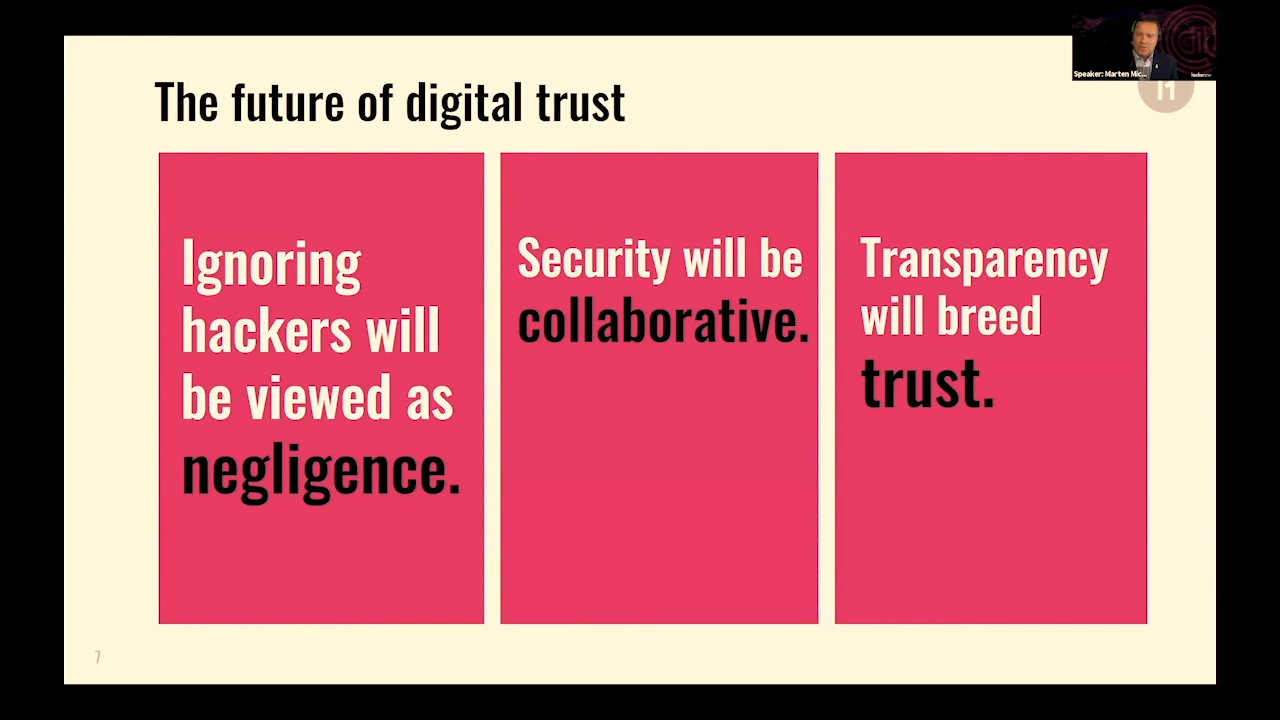 The future of digital trust
Ignoring
hackers will
be viewed as
negligence.
Security will be
collaborative.
Transparency
will breed
trust.
7
Speaker: Marten Mic...
hackerone